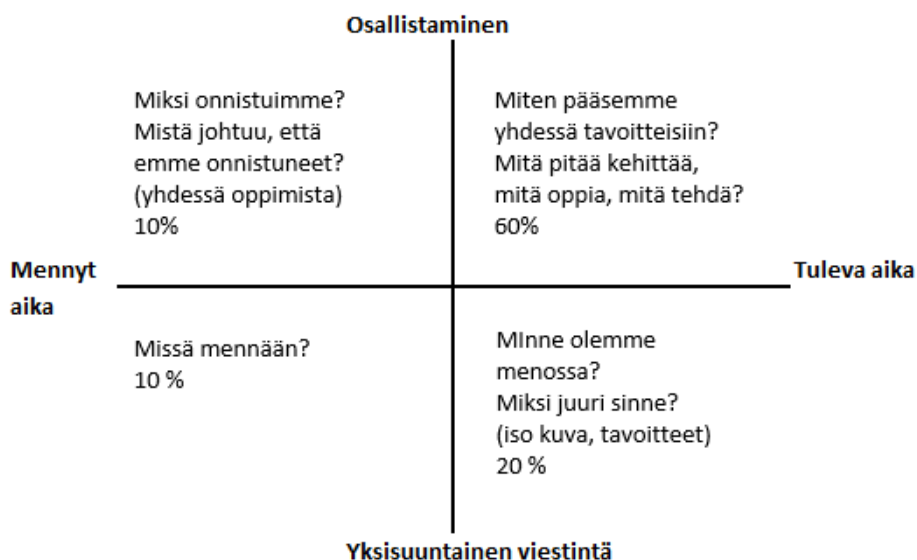 Osallistaminen
Miksi onnistuimme?
Mistä johtuu, että
emme onnistuneet?
(yhdessä oppimista)
10%
Miten pääsemme
yhdessä tavoitteisiin?
Mitä pitää kehittää,
mitä oppia, mitä tehdä?
60%
Mennyt
aika
Tuleva aika
Missä mennään?
10 %
MInne olemme
menossa?
Miksi juuri sinne?
(iso kuva, tavoitteet)
20 %
Yksisuuntainen viestintä